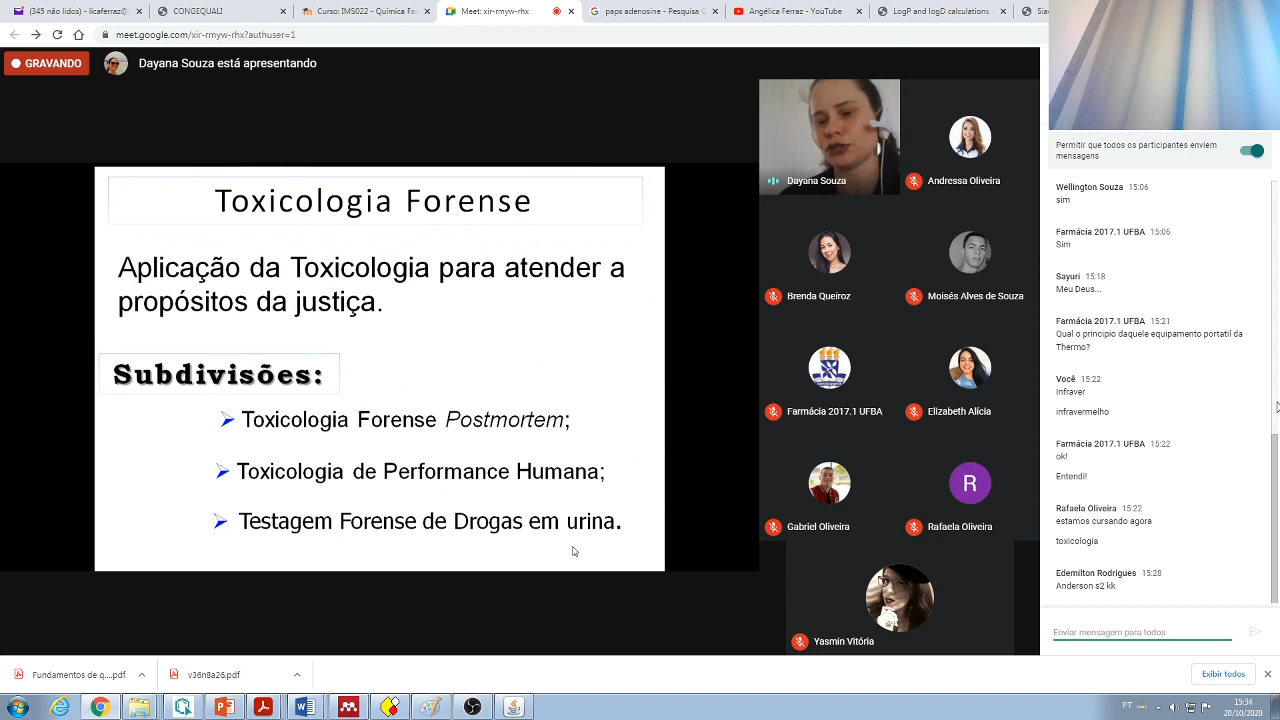 (345 não lidos) - licaferraz@
CONGEQUALI
Curso: IMS022 - Química Far
Meet: xir-rmyw-rhx
paps adenosine - Pesquisa G
Angélica Ferraz - YouTube
LogP and logD calculations -
meet.google.com/xir-rmyw-rhx?authuser=1
GRAVANDO
Dayana Souza está apresentando
Toxicologia Forense
Aplicação da Toxicologia para atender a
propósitos da justiça.
Subdivisões:
Toxicologia Forense Postmortem;
Toxicologia de Performance Humana;
Testagem Forense de Drogas em urina.
Dayana Souza
Andressa Oliveira
Brenda Queiroz
Moisés Alves de Souza
Farmácia 2017.1 UFBA
Elizabeth Alícia
Gabriel Oliveira
R
Rafaela Oliveira
Yasmin Vitória
Permitir que todos os participantes enviem
mensagens
Wellington Souza 15:06
sim
Farmácia 2017.1 UFBA 15:06
Sim
Sayuri 15:18
Meu Deus...
Farmácia 2017.1 UFBA 15:21
Qual o principio daquele equipamento portatil da
Thermo?
Você 15:22
Infraver
infravermelho
Farmácia 2017.1 UFBA 15:22
ok!
Entendi!
Rafaela Oliveira 15:22
estamos cursando agora
toxicologia
Edemilton Rodrigues 15:28
Anderson s2 kk
Enviar mensagem para todos
Fundamentos de q....pdf
v36n8a26.pdf
Exibir todos
PT
15:34
20/10/2020